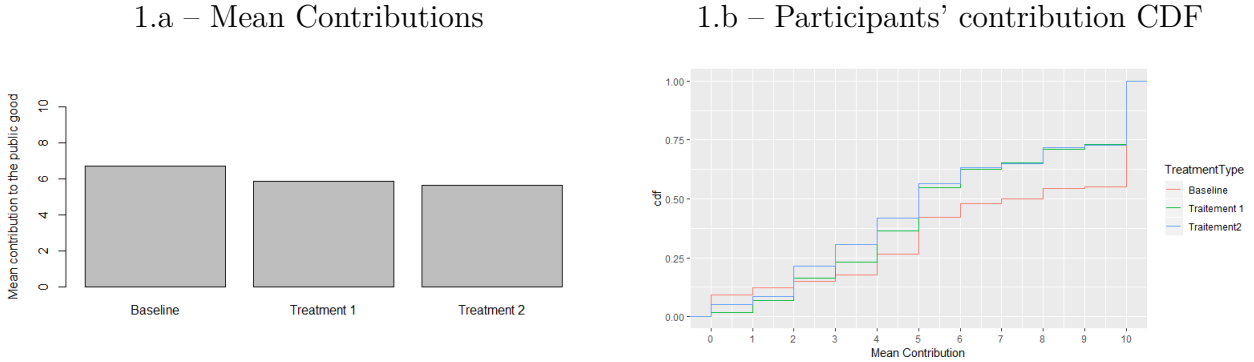 1.a – Mean Contributions
Mean contribution to the public good
0 2 4 6 8 10
Baseline Treatment 1 Treatment 2
1.b – Participants’ contribution CDF
1.00
0.75
0.50
0.25
0.00
cdf
0 1 2 3 4 5 6 7 8 9 10
Mean Contribution
TreatmentType
Baseline
Traitement 1
Traitement2